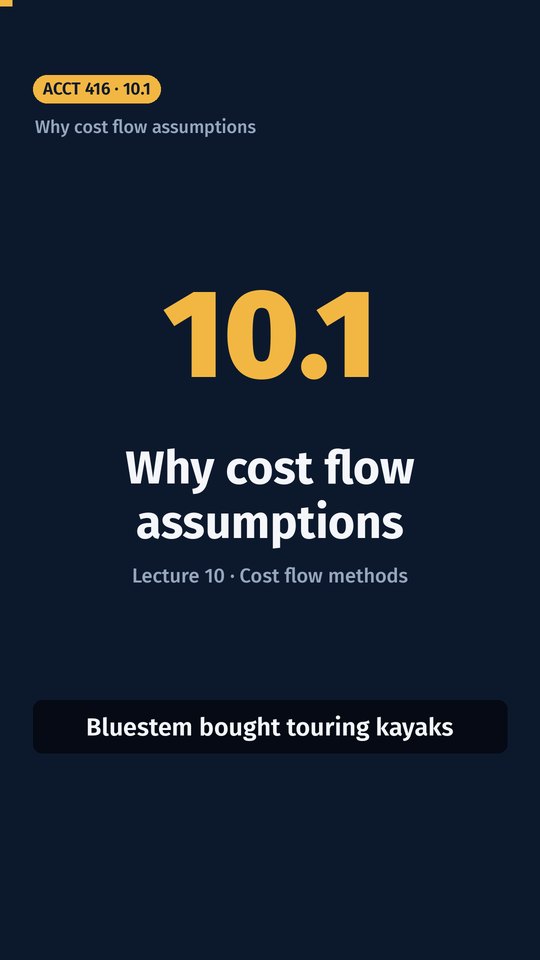 ACCT 416 · 10.1
Why cost flow assumptions
10.1
Why cost flow
assumptions
Lecture 10 · Cost flow methods
Bluestem bought touring kayaks